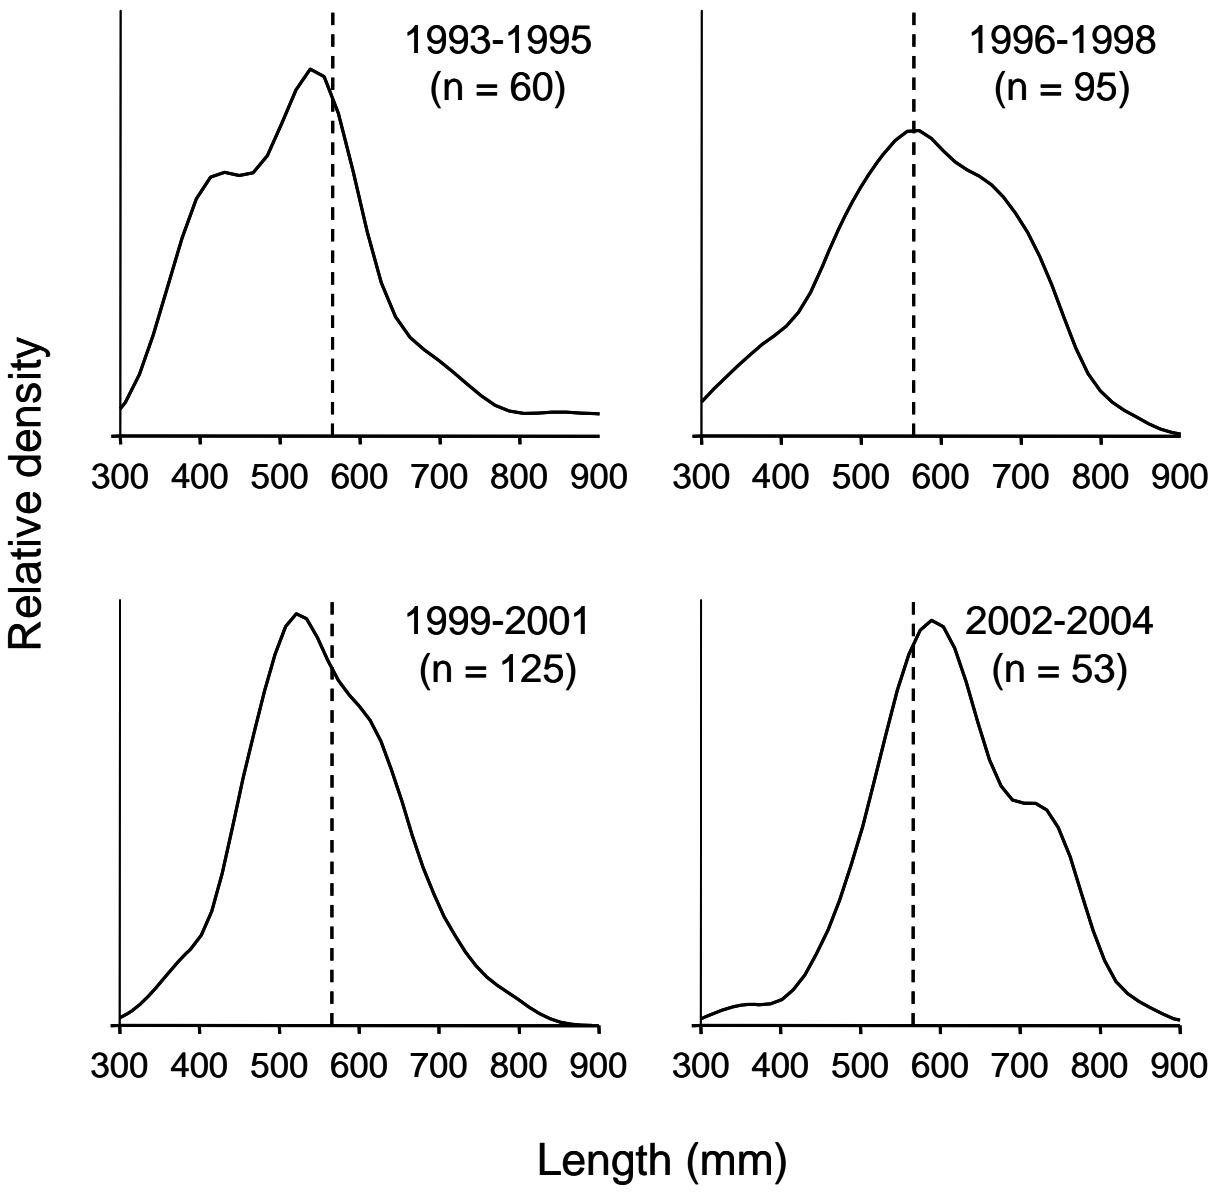 Relative density
1993-1995
(n = 60)
300 400 500 600 700 800 900
1996-1998
(n = 95)
300 400 500 600 700 800 900
1999-2001
(n = 125)
300 400 500 600 700 800 900
2002-2004
(n = 53)
300 400 500 600 700 800 900
Length (mm)